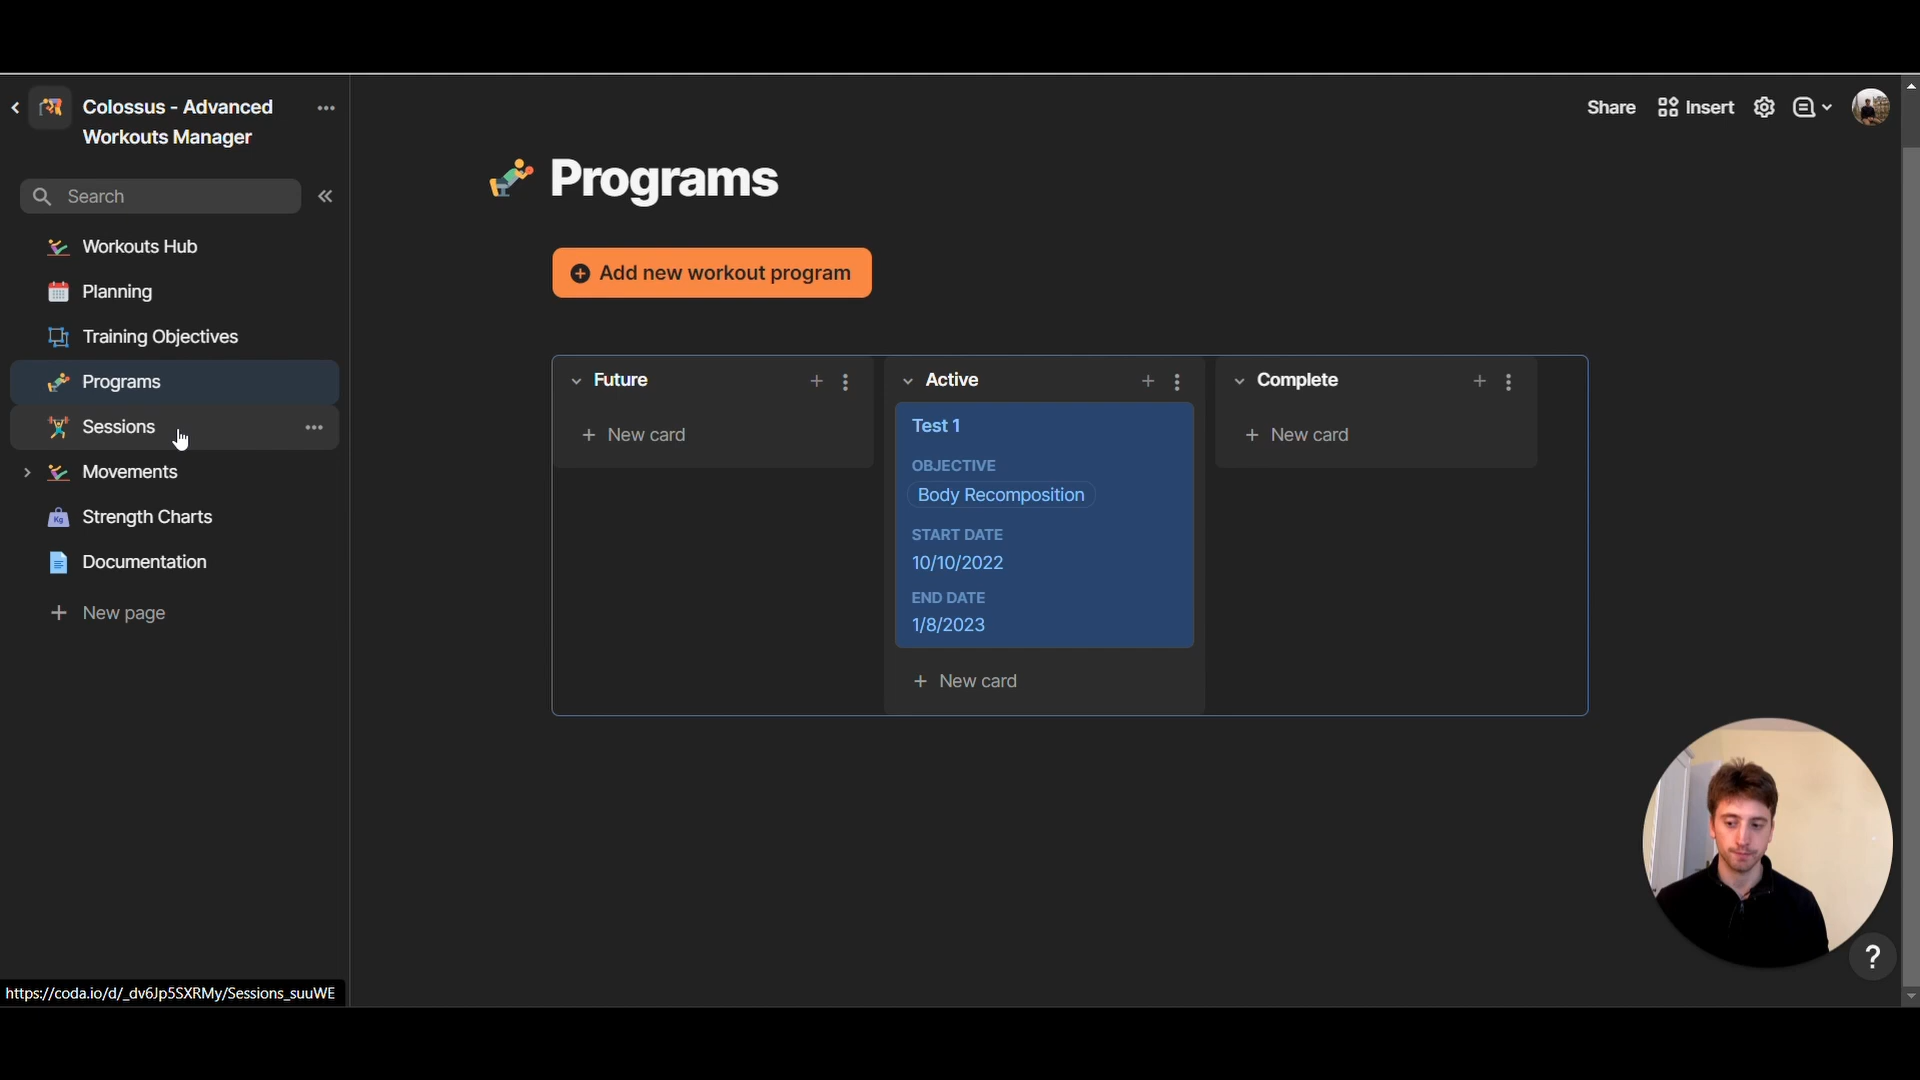 Colossus - Advanced
Workouts Manager
Search
Workouts Hub
Planning
Training Objectives
Programs
Sessions
Movements
Kg
Strength Charts
Documentation
New page
https://coda.io/d/_dv6Jp5SXRMy/Sessions_suuWE
Share
Insert
Programs
Add new workout program
Future
New card
Active
Test 1
OBJECTIVE
Body Recomposition
START DATE
10/10/2022
END DATE
1/8/2023
New card
Complete
New card
?